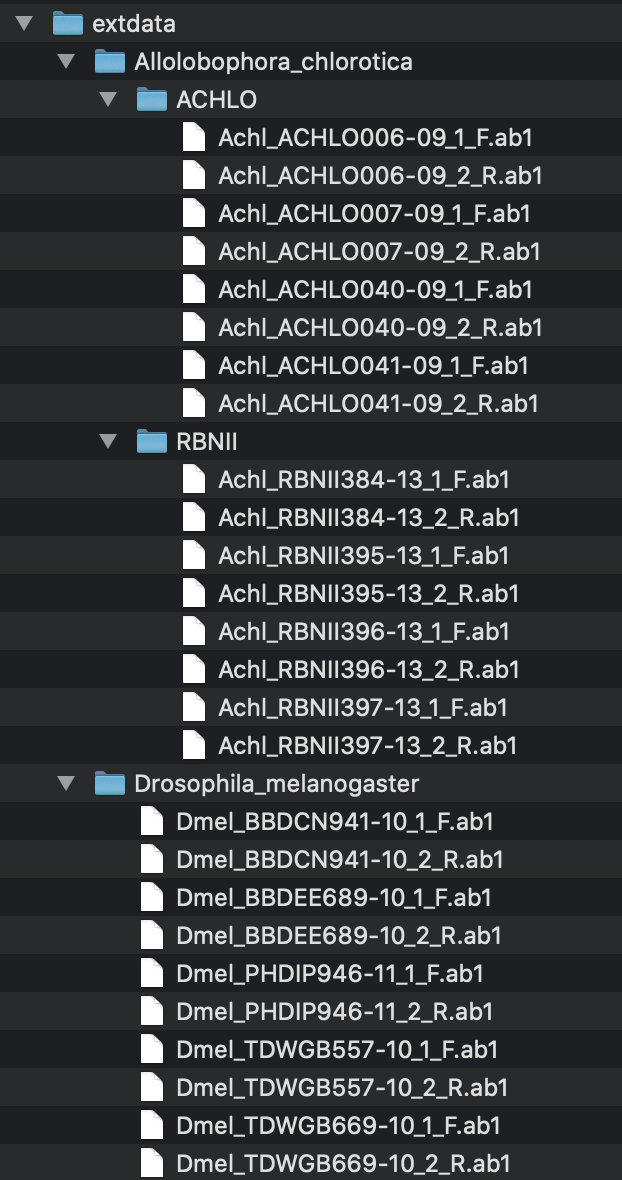 extdata
Allolobophora_chlorotica
ACHLO
Achl_ACHLO006-09_1_F.ab1
Achl_ACHLO006-09_2_R.ab1
Achl_ACHLO007-09_1_F.ab1
Achl_ACHLO007-09_2_R.ab1
Achl_ACHLO040-09_1_F.ab1
Achl_ACHLO040-09_2_R.ab1
Achl_ACHLO041-09_1_F.ab1
Achl_ACHLO041-09_2_R.ab1
RBNII
Achl_RBNII384-13_1_F.ab1
Achl_RBNII384-13_2_R.ab1
Achl_RBNII395-13_1_F.ab1
Achl_RBNII395-13_2_R.ab1
Achl_RBNII396-13_1_F.ab1
Achl_RBNII396-13_2_R.ab1
Achl_RBNII397-13_1_F.ab1
Achl_RBNII397-13_2_R.ab1
Drosophila_melanogaster
Dmel_BBDCN941-10_1_F.ab1
Dmel_BBDCN941-10_2_R.ab1
Dmel_BBDEE689-10_1_F.ab1
Dmel_BBDEE689-10_2_R.ab1
Dmel_PHDIP946-11_1_F.ab1
Dmel_PHDIP946-11_2_R.ab1
Dmel_TDWGB557-10_1_F.ab1
Dmel_TDWGB557-10_2_R.ab1
Dmel_TDWGB669-10_1_F.ab1
Dmel_TDWGB669-10_2_R.ab1